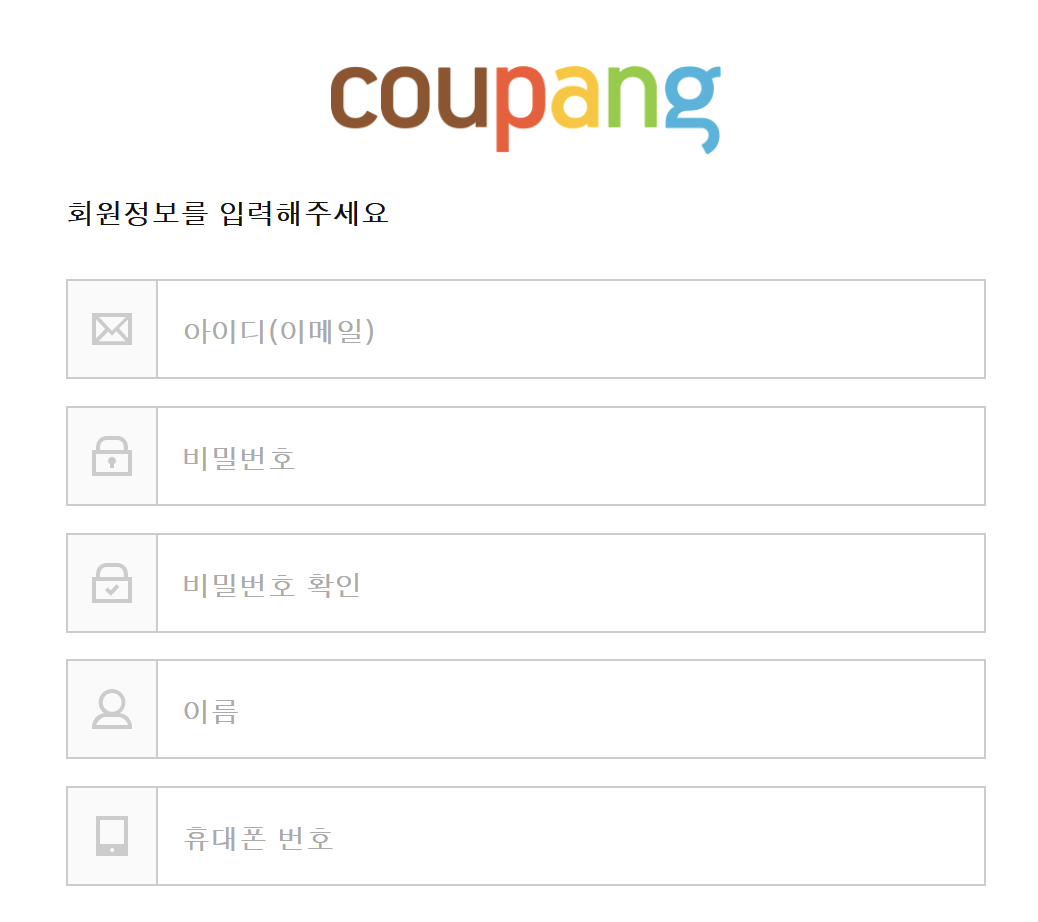 coupang
회원정보를 입력해주세요
아이디(이메일)
비밀번호
비밀번호 확인
이름
휴대폰 번호